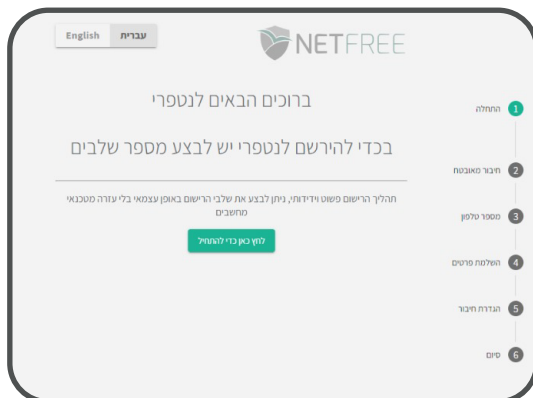 עברית
English
NETFREE
ברוכים הבאים לנטפרי
בכדי להירשם לנטפרי יש לבצע מספר שלבים
תהליך הרישום פשוט וידידותי, ניתן לבצע את שלבי הרישום באופן עצמאי בלי עזרה מטכנאי
מחשבים
לחץ כאן כדי להתחיל
1 התחלה
2 חיבור מאובטח
3 מספר טלפון
4 השלמת פרטים
5 הגדרת חיבור
6 סיום